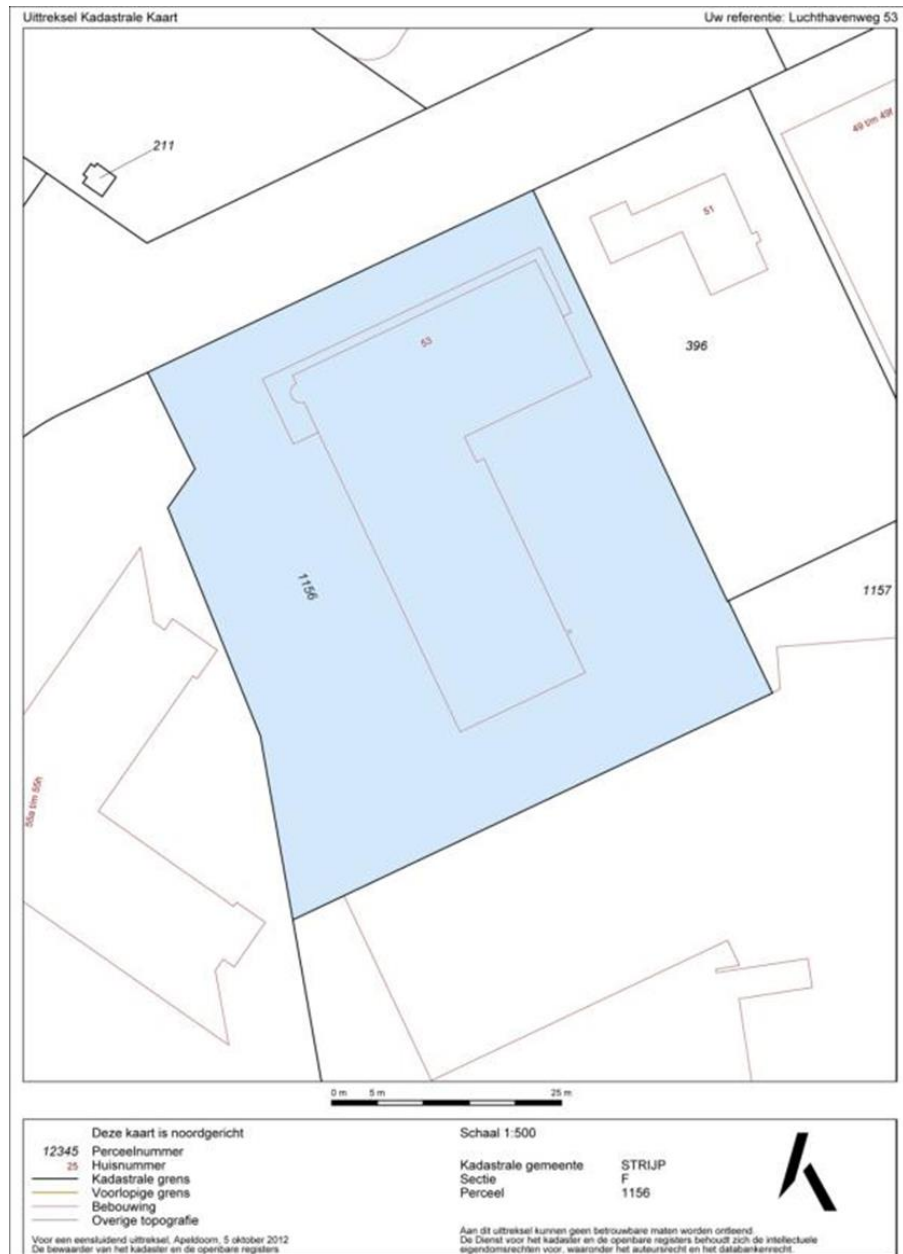 Uittreksel Kadastrale Kaart
Uw referentie: Luchthavenweg 53
211
49 t/m 49f
51
53
396
1156
1157
55a t/m 55h
0 m 5 m 25 m
Deze kaart is noordgericht
12345 Perceelnummer
25 Huisnummer
Kadastrale grens
Voorlopige grens
Bebouwing
Overige topografie
Voor een eensluidend uittreksel, Apeldoorn, 5 oktober 2012
De bewaarder van het kadaster en de openbare registers
Schaal 1:500
Kadastrale gemeente STRIJP
Sectie F
Perceel 1156
Aan dit uittreksel kunnen geen betrouwbare maten worden ontleend.
De Dienst voor het kadaster en de openbare registers behoudt zich de intellectuele
eigendomsrechten voor, waaronder het auteursrecht en het databankenrecht.